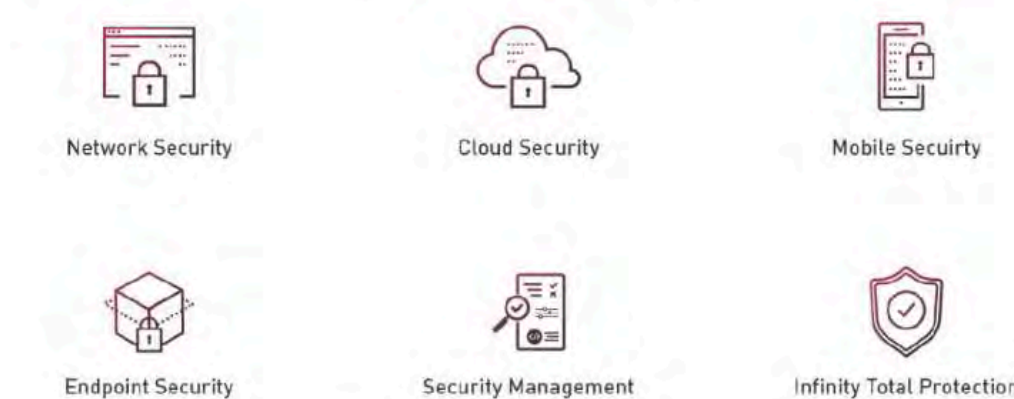 Network Security
Cloud Security
Mobile Secuirty
Endpoint Security
Security Management
Infinity Total Protection